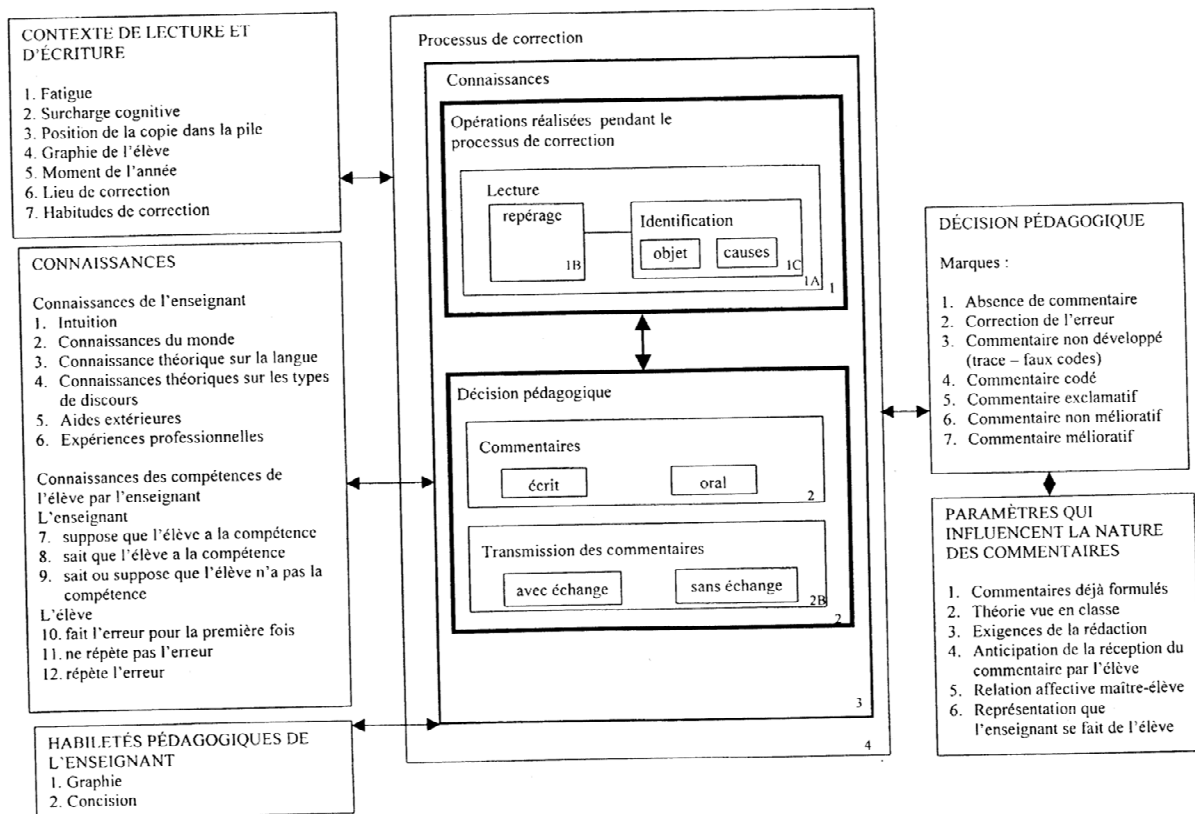 CONTEXTE DE LECTURE ET
D'ÉCRITURE
1. Fatigue
2. Surcharge cognitive
3. Position de la copie dans la pile
4. Graphie de l'élève
5. Moment de l'année
6. Lieu de correction
7. Habitudes de correction
CONNAISSANCES
Connaissances de l'enseignant
1. Intuition
2. Connaissances du monde
3. Connaissance théorique sur la langue
4. Connaissances théoriques sur les types
de discours
5. Aides extérieures
6. Expériences professionnelles
Connaissances des compétences de
l'élève par l'enseignant
L'enseignant
7. suppose que l'élève a la compétence
8. sait que l'élève a la compétence
9. sait ou suppose que l'élève n'a pas la
compétence
L'élève
10. fait l'erreur pour la première fois
11. ne répète pas l'erreur
12. répète l'erreur
HABILETÉS PÉDAGOGIQUES DE
L'ENSEIGNANT
1. Graphie
2. Concision
Processus de correction
Connaissances
Opérations réalisées pendant le
processus de correction
Lecture
repérage
1B
Identification
objet
causes
1C
1A
1
Décision pédagogique
Commentaires
écrit
oral
2
Transmission des commentaires
avec échange
sans échange
2B
2
3
4
DÉCISION PÉDAGOGIQUE
Marques :
1. Absence de commentaire
2. Correction de l'erreur
3. Commentaire non développé
(trace – faux codes)
4. Commentaire codé
5. Commentaire exclamatif
6. Commentaire non mélioratif
7. Commentaire mélioratif
PARAMÈTRES QUI
INFLUENCENT LA NATURE
DES COMMENTAIRES
1. Commentaires déjà formulés
2. Théorie vue en classe
3. Exigences de la rédaction
4. Anticipation de la réception du
commentaire par l'élève
5. Relation affective maître-élève
6. Représentation que
l'enseignant se fait de l'élève